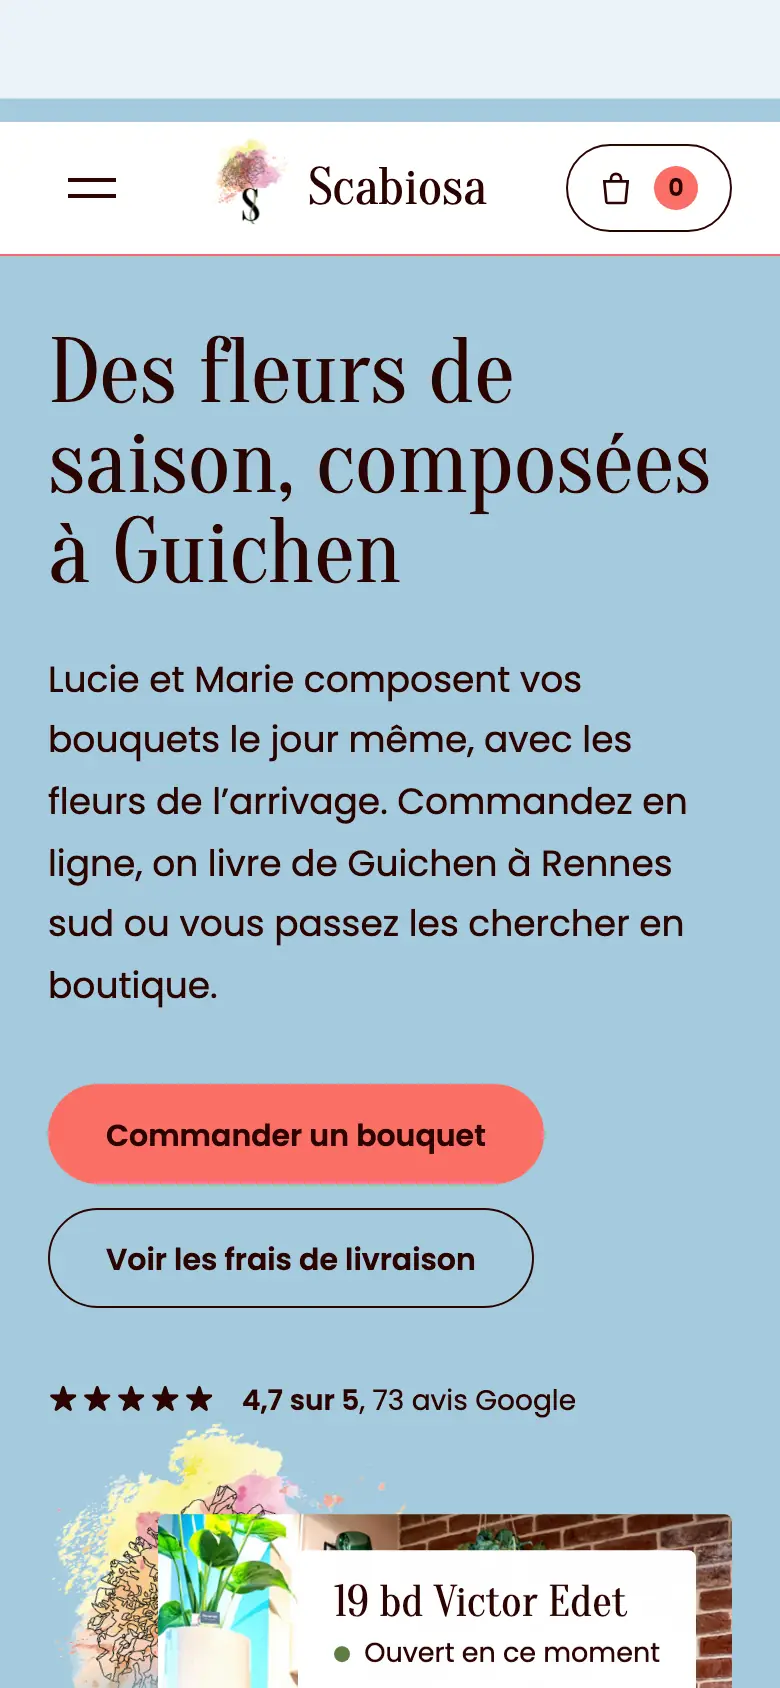 S
Scabiosa
0
Des fleurs de
saison, composées
à Guichen
Lucie et Marie composent vos
bouquets le jour même, avec les
fleurs de l’arrivage. Commandez en
ligne, on livre de Guichen à Rennes
sud ou vous passez les chercher en
boutique.
Commander un bouquet
Voir les frais de livraison
4,7 sur 5, 73 avis Google
19 bd Victor Edet
Ouvert en ce moment